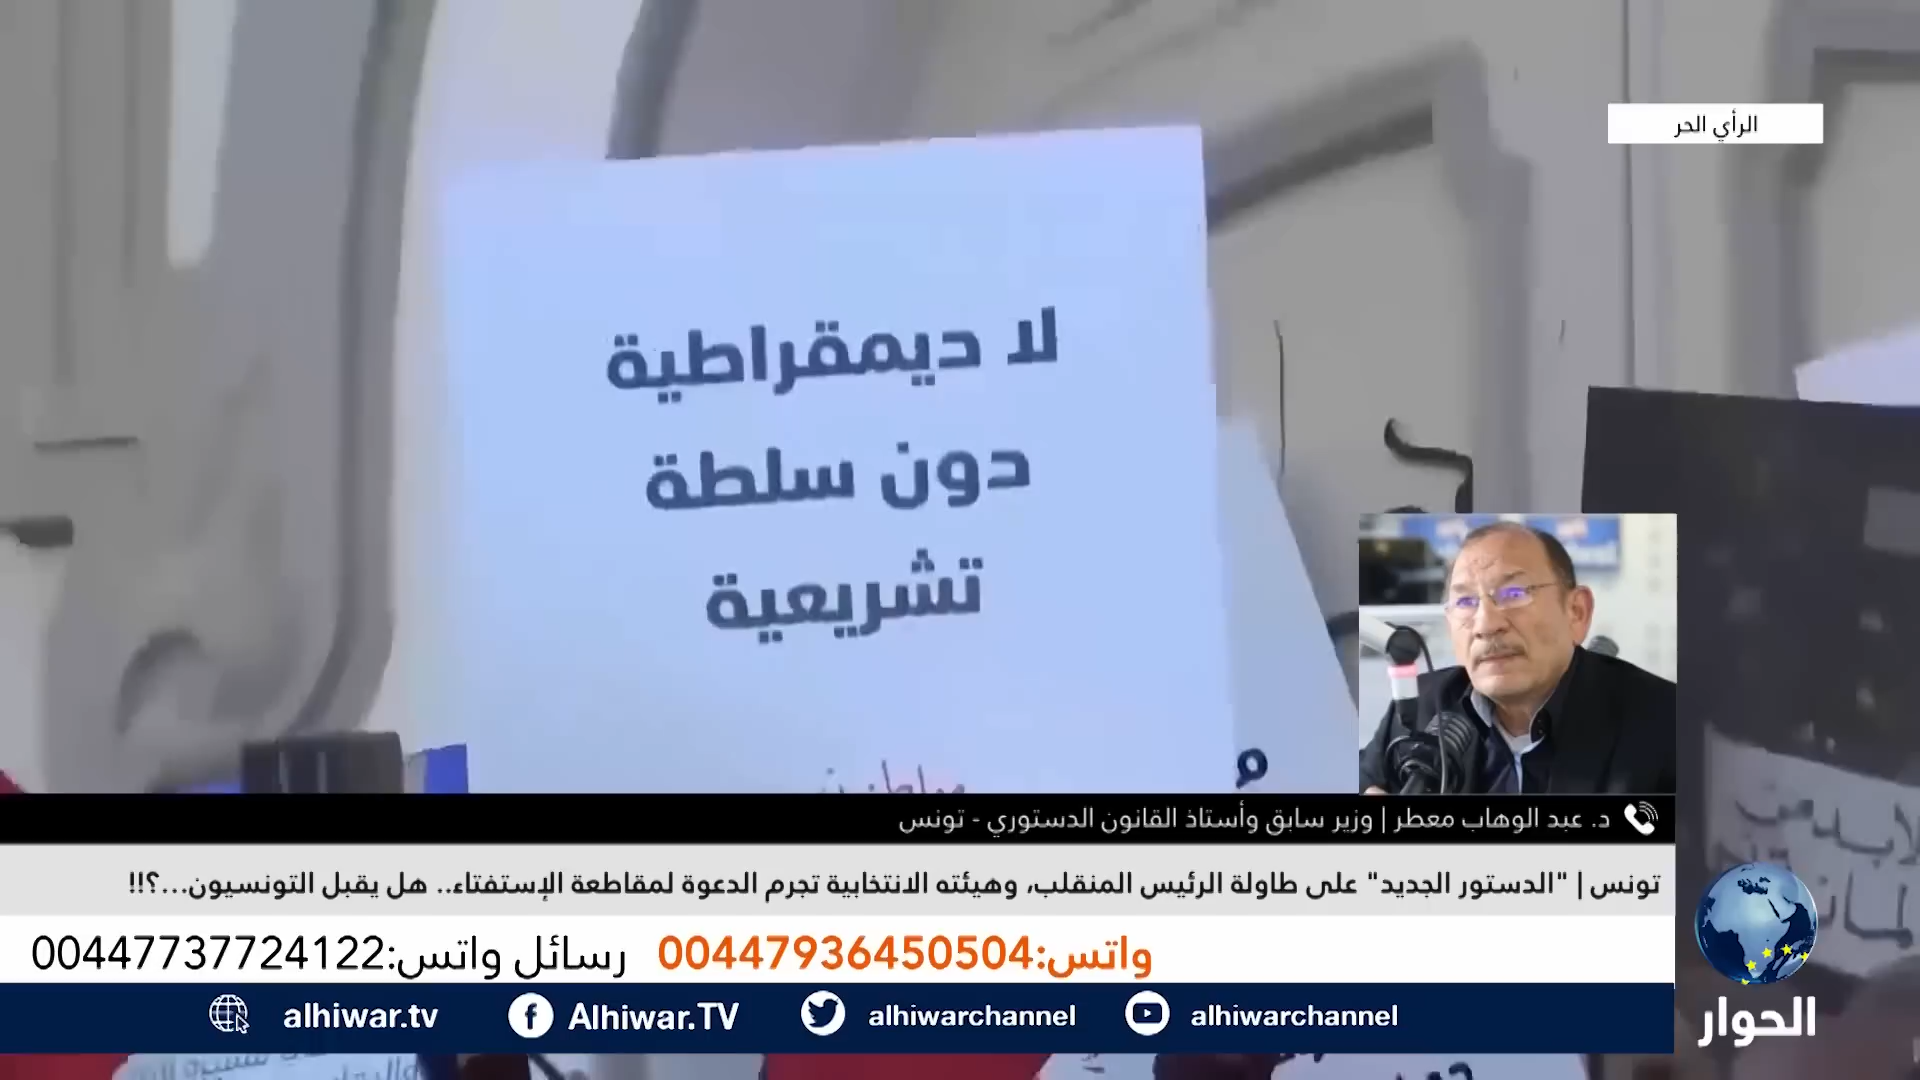 الرأي الحر
لا ديمقراطية
دون سلطة
تشريعية
د. عبد الوهاب معطر | وزير سابق وأستاذ القانون الدستوري - تونس
تونس | "الدستور الجديد" على طاولة الرئيس المنقلب، وهيئته الانتخابية تجرم الدعوة لمقاطعة الإستفتاء.. هل يقبل التونسيون...؟!!
واتس:00447936450504 رسائل واتس:00447737724122
alhiwar.tv Alhiwar.TV alhiwarchannel alhiwarchannel
الحوار